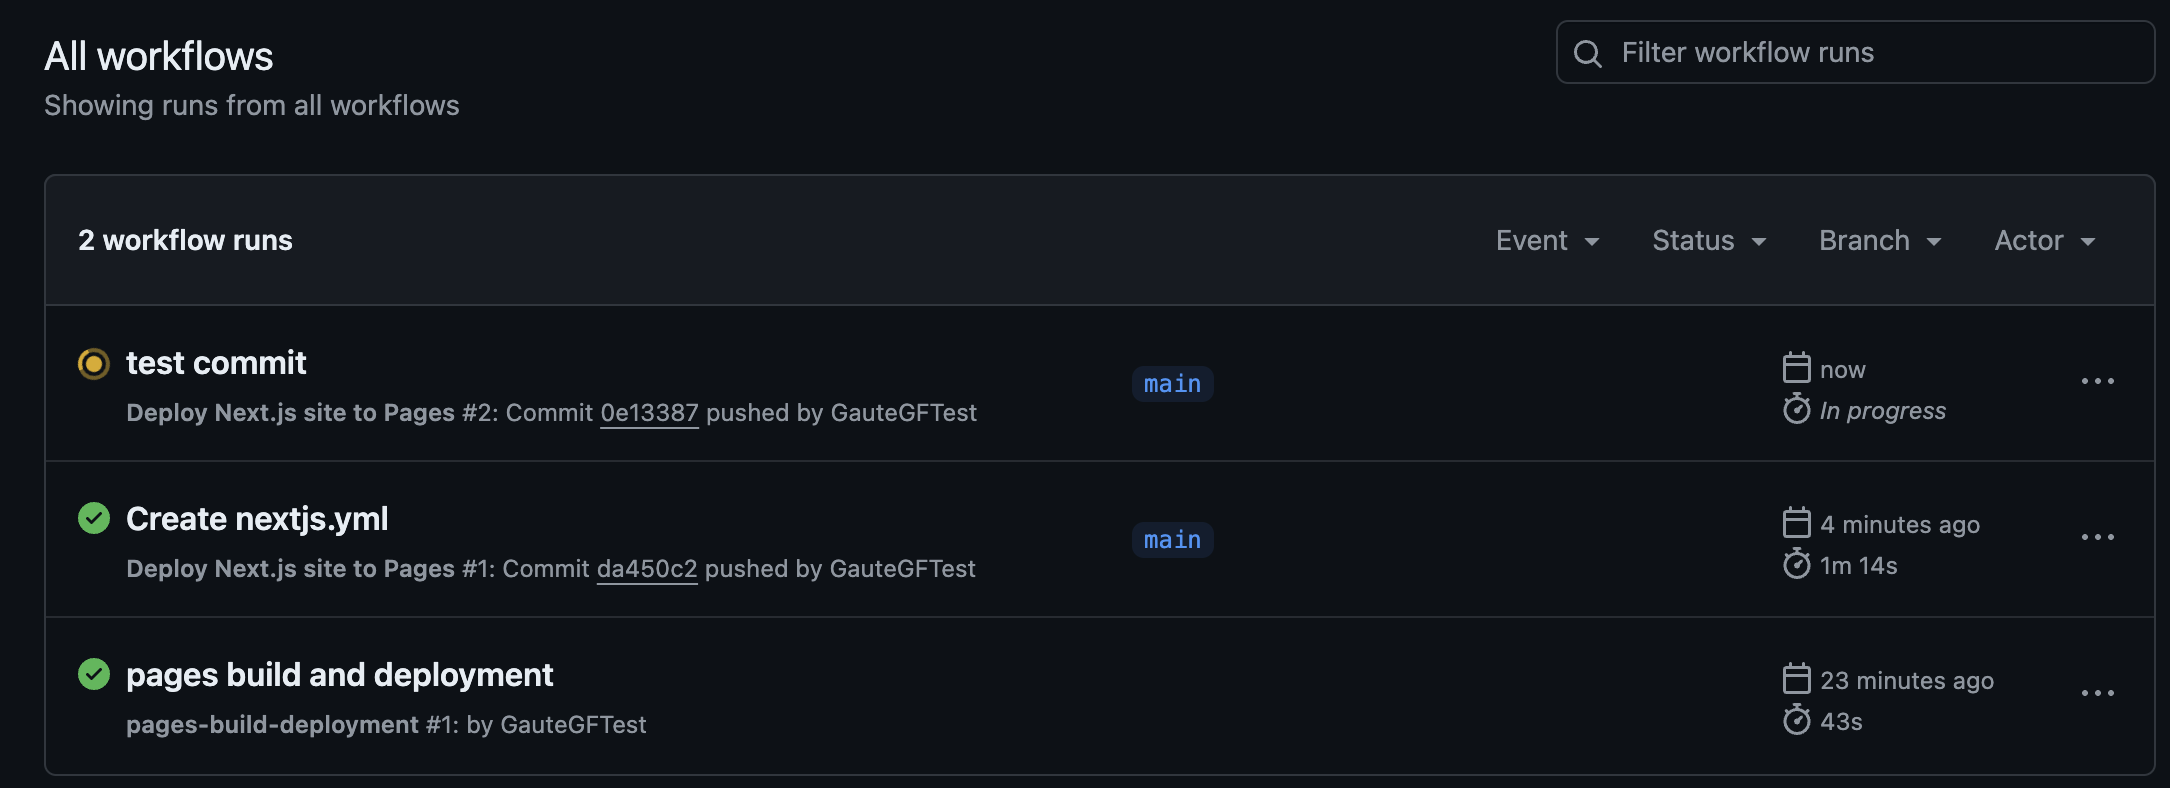 All workflows
Showing runs from all workflows
Filter workflow runs
2 workflow runs
Event
Status
Branch
Actor
test commit
Deploy Next.js site to Pages #2: Commit 0e13387 pushed by GauteGFTest
main
now
In progress
Create nextjs.yml
Deploy Next.js site to Pages #1: Commit da450c2 pushed by GauteGFTest
main
4 minutes ago
1m 14s
pages build and deployment
pages-build-deployment #1: by GauteGFTest
23 minutes ago
43s